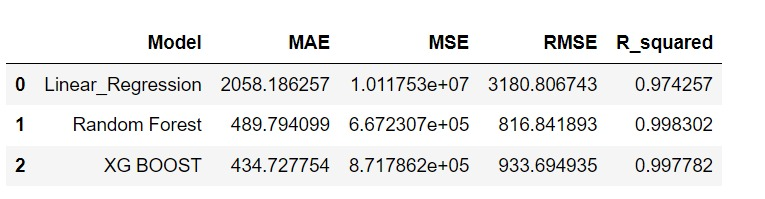 Model MAE MSE RMSE R_squared
0 Linear_Regression 2058.186257 1.011753e+07 3180.806743 0.974257
1 Random Forest 489.794099 6.672307e+05 816.841893 0.998302
2 XG BOOST 434.727754 8.717862e+05 933.694935 0.997782